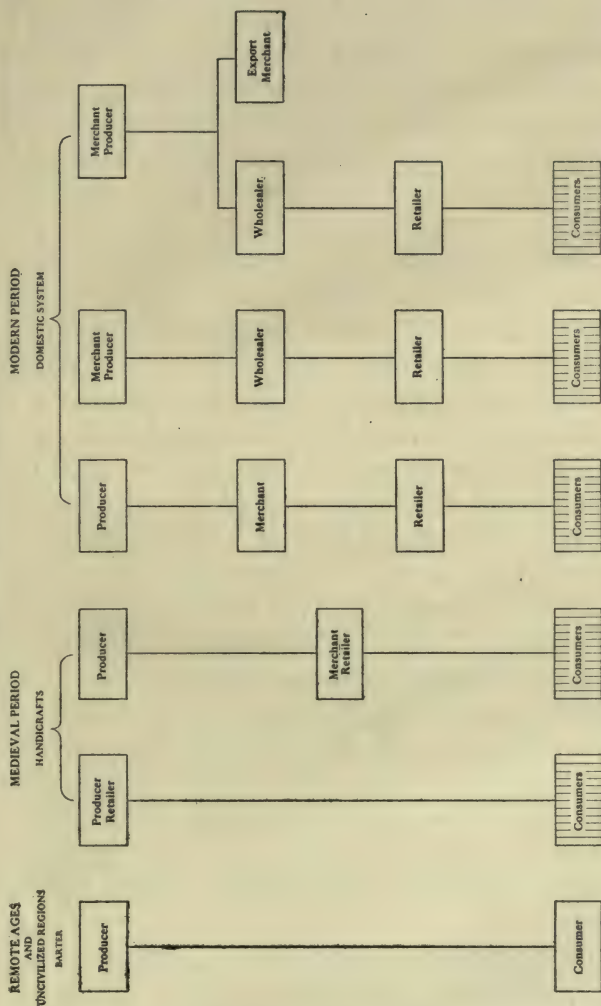 REMOTE AGES
AND
UNCIVILIZED REGIONS
BARTER
Producer
Consumer
MEDIEVAL PERIOD
HANDICRAFTS
Producer
Retailer
Consumers
Producer
Merchant
Retailer
Consumers
MODERN PERIOD
DOMESTIC SYSTEM
Producer
Merchant
Retailer
Consumers
Merchant
Producer
Wholesaler
Retailer
Consumers
Merchant
Producer
Wholesaler
Export
Merchant
Retailer
Consumers